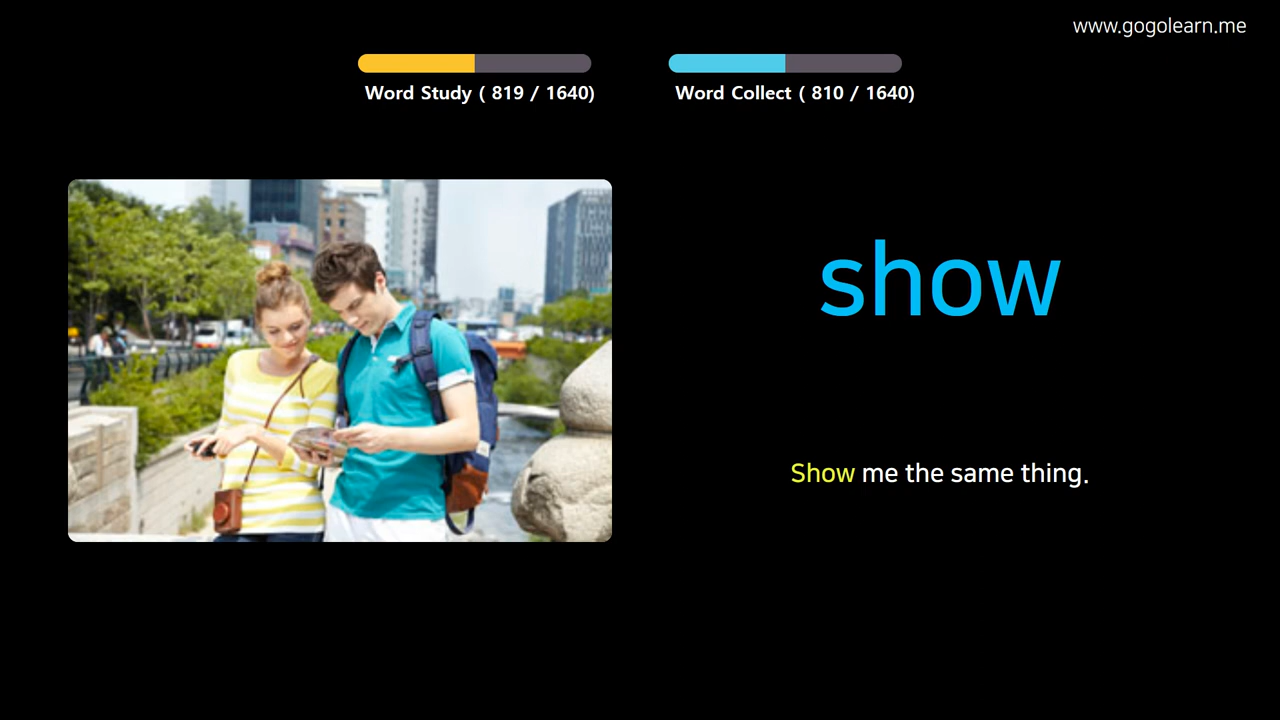 www.gogolearn.me
Word Study ( 819 / 1640)
Word Collect ( 810 / 1640)
show
Show me the same thing.